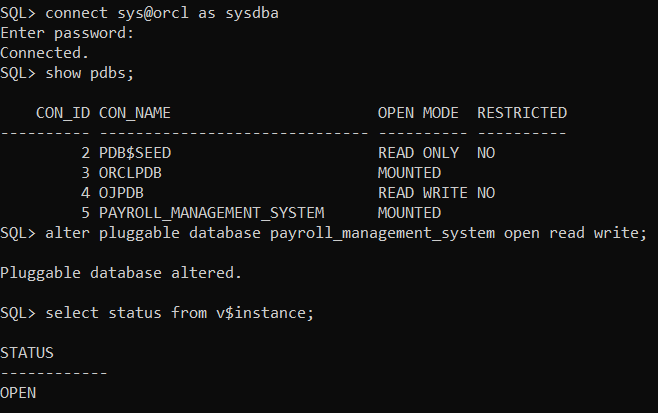 SQL> connect sys@orcl as sysdba
Enter password:
Connected.
SQL> show pdbs;
    CON_ID CON_NAME                       OPEN MODE  RESTRICTED
---------- ------------------------------ ---------- ----------
         2 PDB$SEED                       READ ONLY  NO
         3 ORCLPDB                        MOUNTED
         4 OJPDB                          READ WRITE NO
         5 PAYROLL_MANAGEMENT_SYSTEM      MOUNTED
SQL> alter pluggable database payroll_management_system open read write;
Pluggable database altered.
SQL> select status from v$instance;
STATUS
------------
OPEN